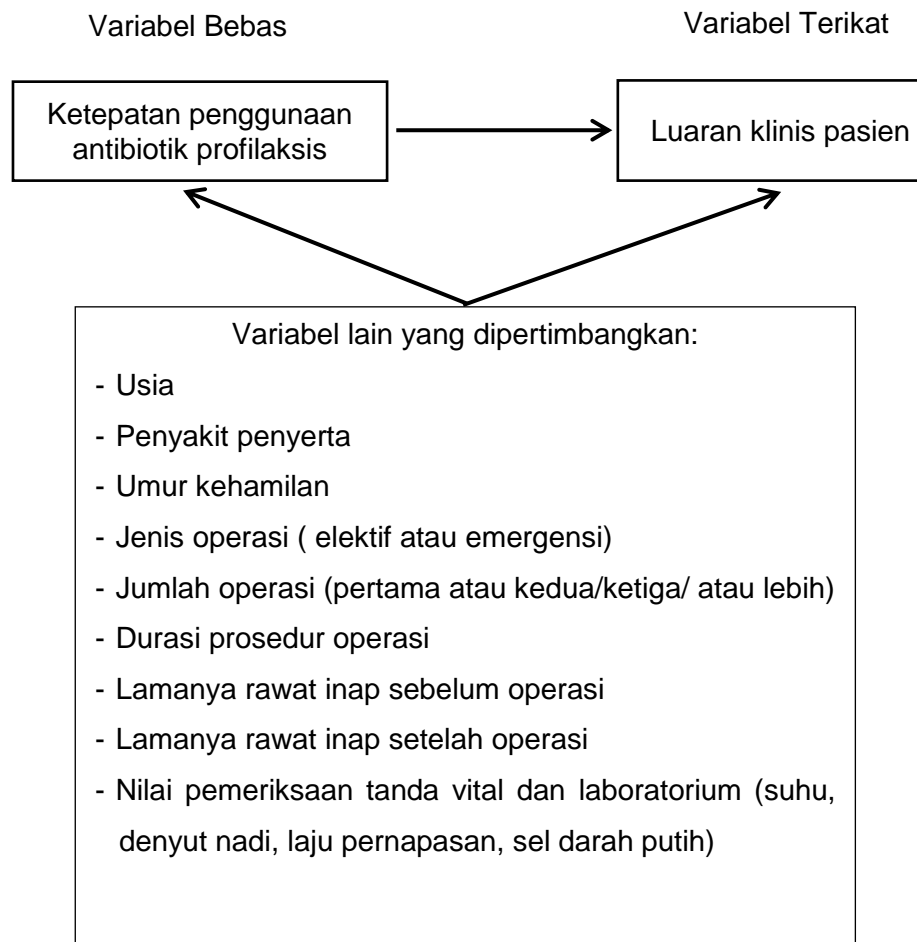 Variabel Bebas
Variabel Terikat
Ketepatan penggunaan
antibiotik profilaksis
Luaran klinis pasien
Variabel lain yang dipertimbangkan:
- Usia
- Penyakit penyerta
- Umur kehamilan
- Jenis operasi ( elektif atau emergensi)
- Jumlah operasi (pertama atau kedua/ketiga/ atau lebih)
- Durasi prosedur operasi
- Lamanya rawat inap sebelum operasi
- Lamanya rawat inap setelah operasi
- Nilai pemeriksaan tanda vital dan laboratorium (suhu,
denyut nadi, laju pernapasan, sel darah putih)